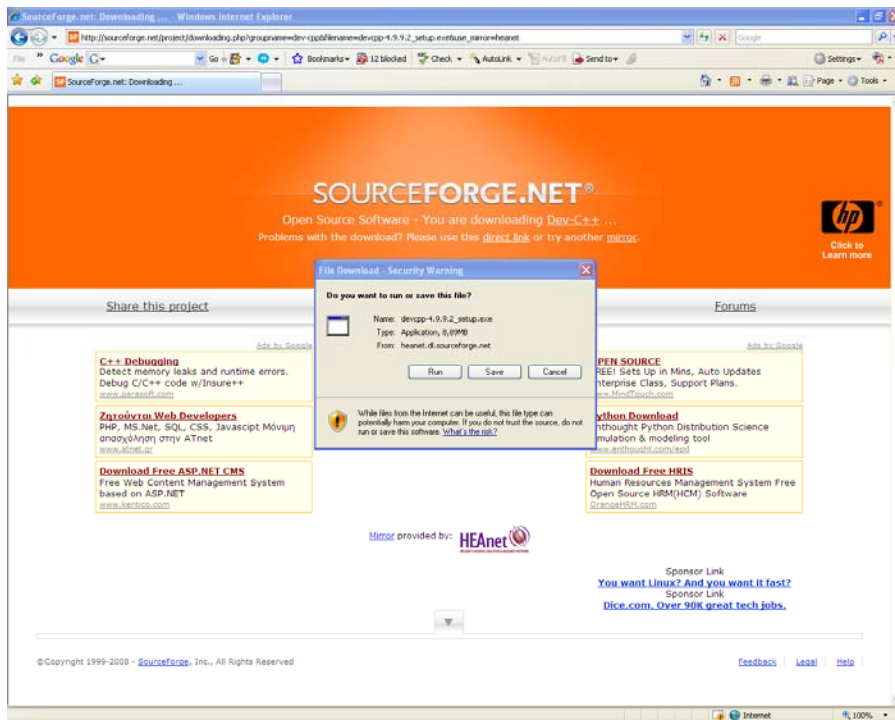 SourceForge.net: Downloading ... - Windows Internet Explorer
http://sourceforge.net/project/downloading.php?groupname=dev-cpp&filename=devcpp-4.9.9.2_setup.exe&use_mirror=heanet
Google
File
Google
Go
Bookmarks
12 blocked
Check
AutoLink
AutoFill
Send to
Settings
SourceForge.net: Downloading ...
Page
Tools
SOURCEFORGE.NET®
Open Source Software - You are downloading Dev-C++ ...
Problems with the download? Please use this direct link or try another mirror.
hp
Click to
Learn more
Share this project
Forums
File Download - Security Warning
Do you want to run or save this file?
Name: devcpp-4.9.9.2_setup.exe
Type: Application, 8,89MB
From: heanet.dl.sourceforge.net
Run
Save
Cancel
While files from the Internet can be useful, this file type can
potentially harm your computer. If you do not trust the source, do not
run or save this software. What's the risk?
Ads by Google
C++ Debugging
Detect memory leaks and runtime errors.
Debug C/C++ code w/Insure++
www.parasoft.com
Ζητούνται Web Developers
PHP, MS.Net, SQL, CSS, Javascipt Μόνιμη
απασχόληση στην ATnet
www.atnet.gr
Download Free ASP.NET CMS
Free Web Content Management System
based on ASP.NET
www.kentico.com
Ads by Google
PEN SOURCE
REE! Sets Up in Mins, Auto Updates
nterprise Class, Support Plans.
ww.MindTouch.com
ython Download
nthought Python Distribution Science
mulation & modeling tool
ww.enthought.com/epd
Download Free HRIS
Human Resources Management System Free
Open Source HRM(HCM) Software
OrangeHRM.com
Mirror provided by: HEAnet
Sponsor Link
You want Linux? And you want it fast?
Sponsor Link
Dice.com. Over 90K great tech jobs.
©Copyright 1999-2008 - SourceForge, Inc., All Rights Reserved
Feedback
Legal
Help
Internet
100%